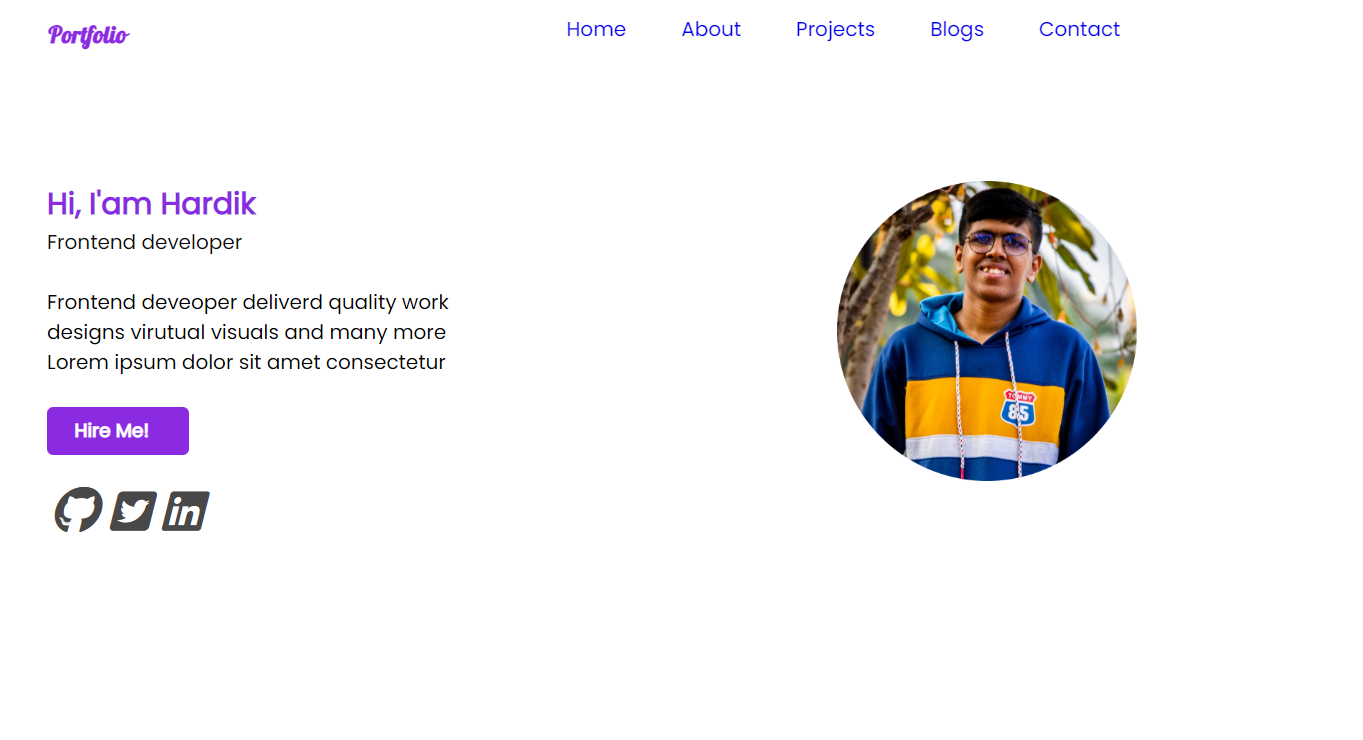 Portfolio
Home About Projects Blogs Contact
Hi, I'am Hardik
Frontend developer
Frontend deveoper deliverd quality work
designs virutual visuals and many more
Lorem ipsum dolor sit amet consectetur
Hire Me!
in
TOMMY
85